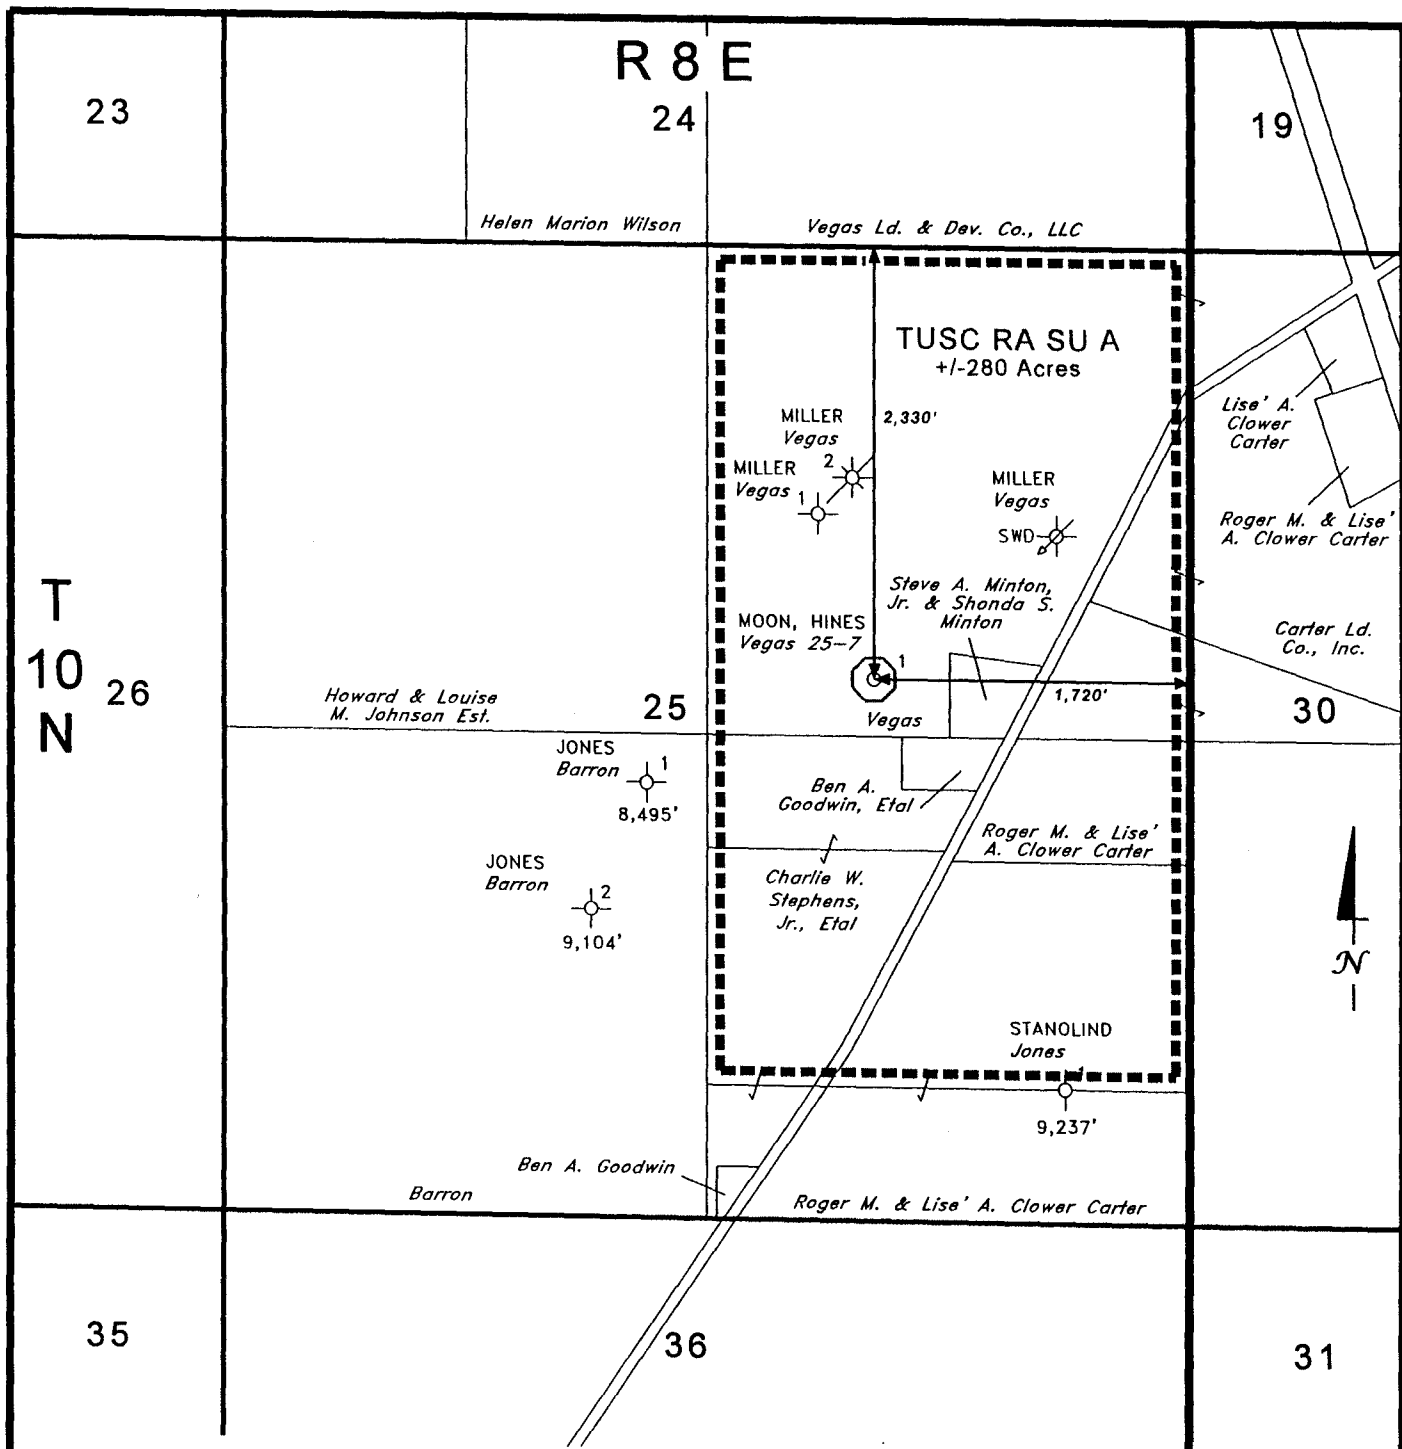 R 8 E
23
24
19
Helen Marion Wilson
Vegas Ld. & Dev. Co., LLC
TUSC RA SU A
+/-280 Acres
Lise' A.
Clower
Carter
MILLER
Vegas
2
2,330'
MILLER
Vegas
1
MILLER
Vegas
SWD
Roger M. & Lise'
A. Clower Carter
T
10
N
26
Steve A. Minton,
Jr. & Shonda S.
Minton
MOON, HINES
Vegas 25-7
1
Carter Ld.
Co., Inc.
Howard & Louise
M. Johnson Est.
25
1,720'
30
Vegas
JONES
Barron
1
8,495'
Ben A.
Goodwin, Etal
Roger M. & Lise'
A. Clower Carter
JONES
Barron
2
9,104'
Charlie W.
Stephens,
Jr., Etal
N
STANOLIND
Jones
1
9,237'
Ben A. Goodwin
Barron
Roger M. & Lise' A. Clower Carter
35
36
31